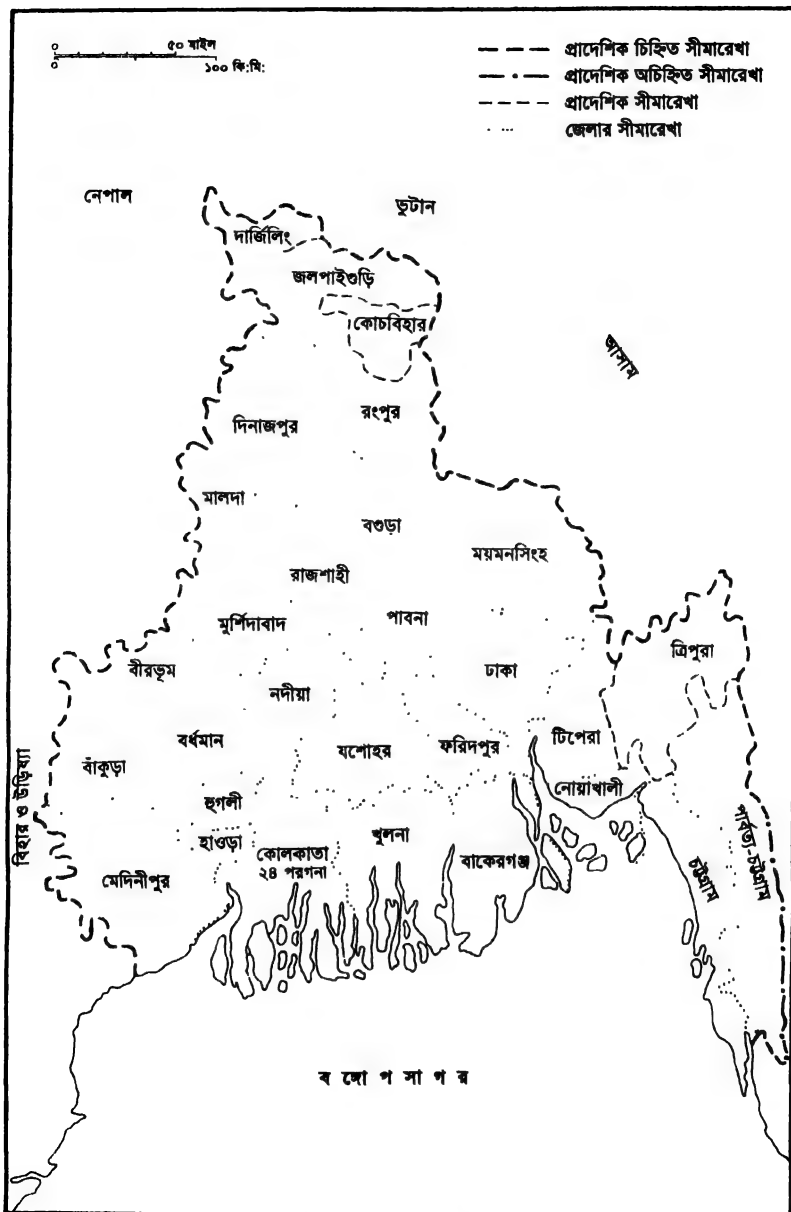 ০ ৫০ মাইল
০ ১০০ কি:মি:
প্রাদেশিক চিহ্নিত সীমারেখা
প্রাদেশিক অচিহ্নিত সীমারেখা
প্রাদেশিক সীমারেখা
জেলার সীমারেখা
নেপাল
ভুটান
দার্জিলিং
জলপাইগুড়ি
কোচবিহার
আসাম
রংপুর
দিনাজপুর
মালদা
বগুড়া
ময়মনসিংহ
রাজশাহী
পাবনা
মুর্শিদাবাদ
ত্রিপুরা
বীরভূম
ঢাকা
নদীয়া
বর্ধমান
যশোহর
ফরিদপুর
টিপেরা
বাঁকুড়া
বিহার ও উড়িষ্যা
হুগলী
নোয়াখালী
হাওড়া
খুলনা
পার্বত্য-চট্টগ্রাম
কোলকাতা
২৪ পরগনা
বাকেরগঞ্জ
চট্টগ্রাম
মেদিনীপুর
ব ঙ্গো প সা গ র